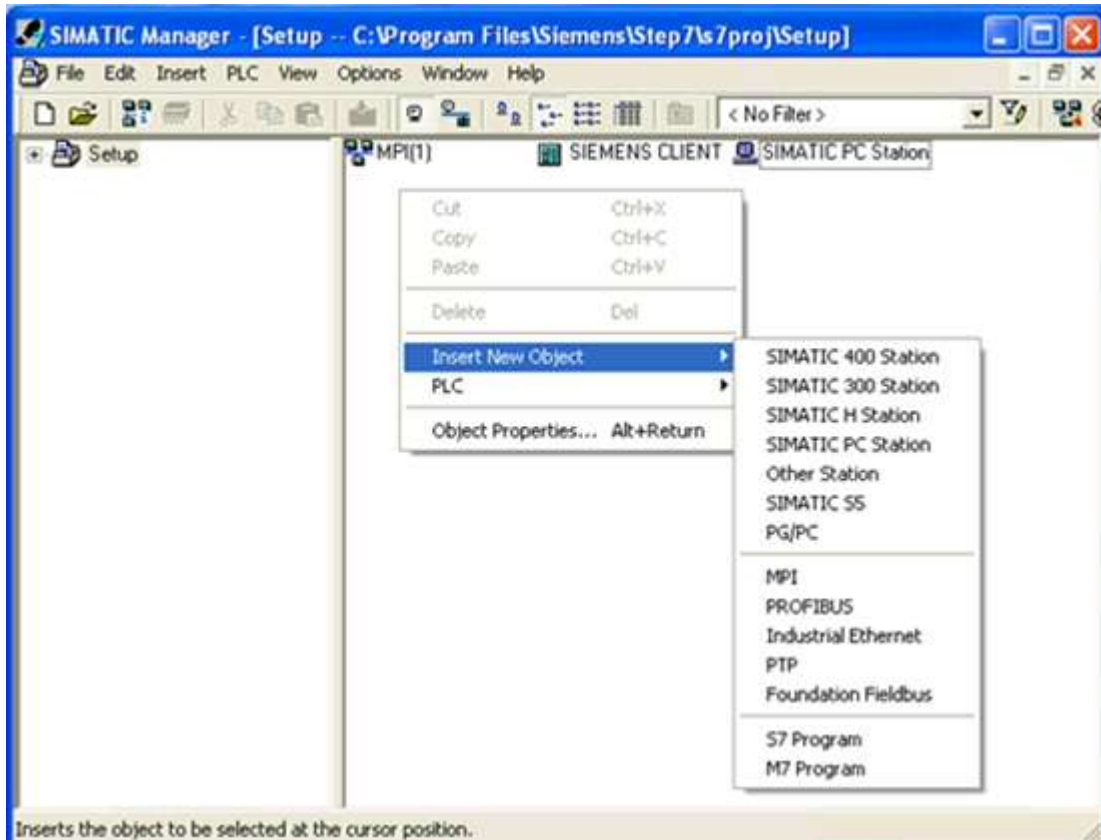 SIMATIC Manager - [Setup -- C:\Program Files\Siemens\Step7\s7proj\Setup]
File Edit Insert PLC View Options Window Help
< No Filter >
Setup
MPI(1) SIEMENS CLIENT SIMATIC PC Station
Cut Ctrl+X
Copy Ctrl+C
Paste Ctrl+V
Delete Del
Insert New Object
PLC
Object Properties... Alt+Return
SIMATIC 400 Station
SIMATIC 300 Station
SIMATIC H Station
SIMATIC PC Station
Other Station
SIMATIC S5
PG/PC
MPI
PROFIBUS
Industrial Ethernet
PTP
Foundation Fieldbus
S7 Program
M7 Program
Inserts the object to be selected at the cursor position.